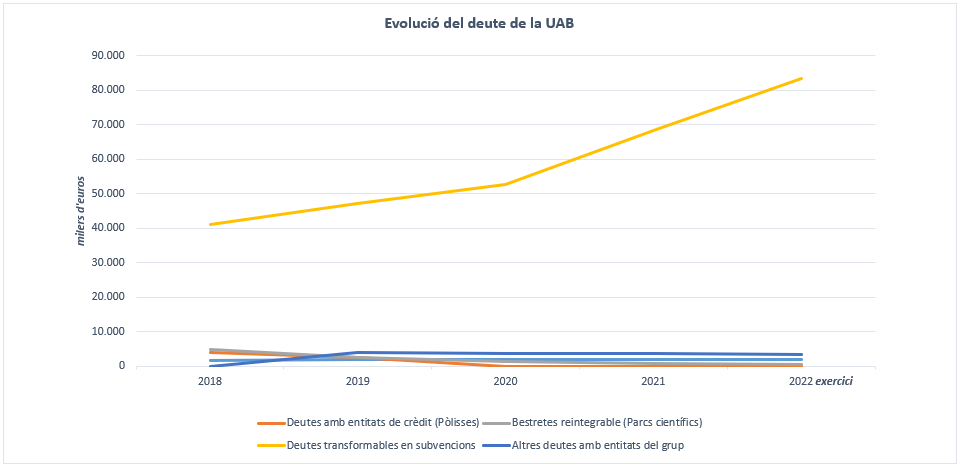 Evolució del deute de la UAB
90.000
80.000
70.000
60.000
50.000
40.000
30.000
20.000
10.000
0
milers d'euros
2018 2019 2020 2021 2022 exercici
Deutes amb entitats de crèdit (Pòlisses) Bestretes reintegrable (Parcs científics)
Deutes transformables en subvencions Altres deutes amb entitats del grup